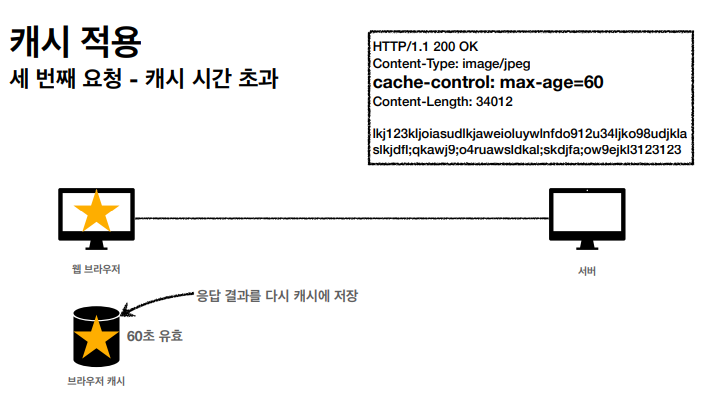 캐시 적용
세 번째 요청 - 캐시 시간 초과
HTTP/1.1 200 OK
Content-Type: image/jpeg
cache-control: max-age=60
Content-Length: 34012
lkj123kljoiasudlkjaweioluywlnfdo912u34ljko98udjkla
slkjdfl;qkawj9;o4ruawsldkal;skdjfa;ow9ejkl3123123
웹 브라우저
서버
응답 결과를 다시 캐시에 저장
60초 유효
브라우저 캐시